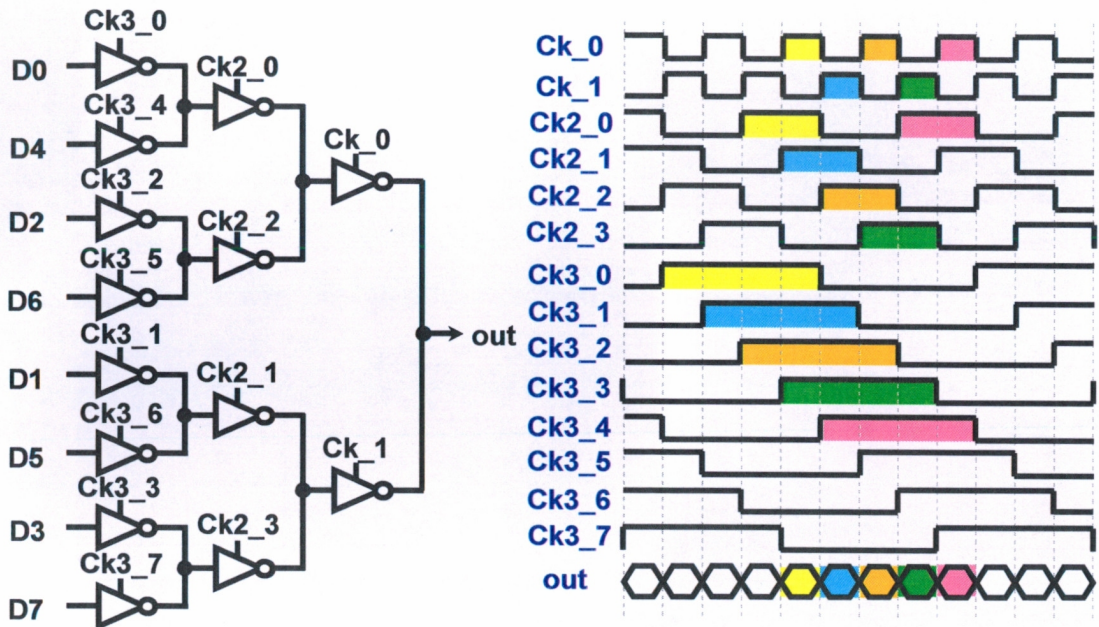 Ck3_0
D0
Ck2_0
Ck3_4
D4
Ck_0
Ck3_2
D2
Ck2_2
Ck3_5
D6
out
Ck3_1
D1
Ck2_1
Ck3_6
D5
Ck_1
Ck3_3
D3
Ck2_3
Ck3_7
D7
Ck_0
Ck_1
Ck2_0
Ck2_1
Ck2_2
Ck2_3
Ck3_0
Ck3_1
Ck3_2
Ck3_3
Ck3_4
Ck3_5
Ck3_6
Ck3_7
out